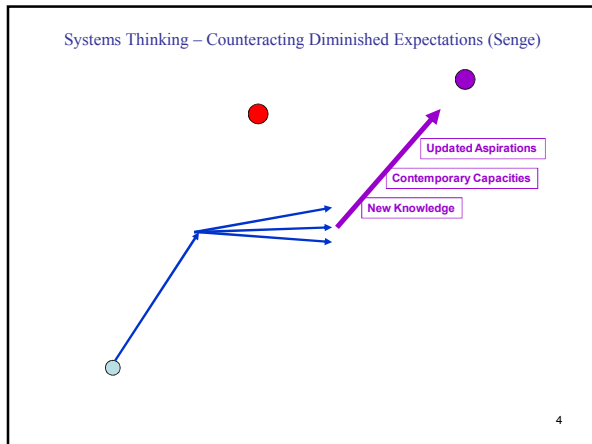 Systems Thinking – Counteracting Diminished Expectations (Senge)
Updated Aspirations
Contemporary Capacities
New Knowledge
4